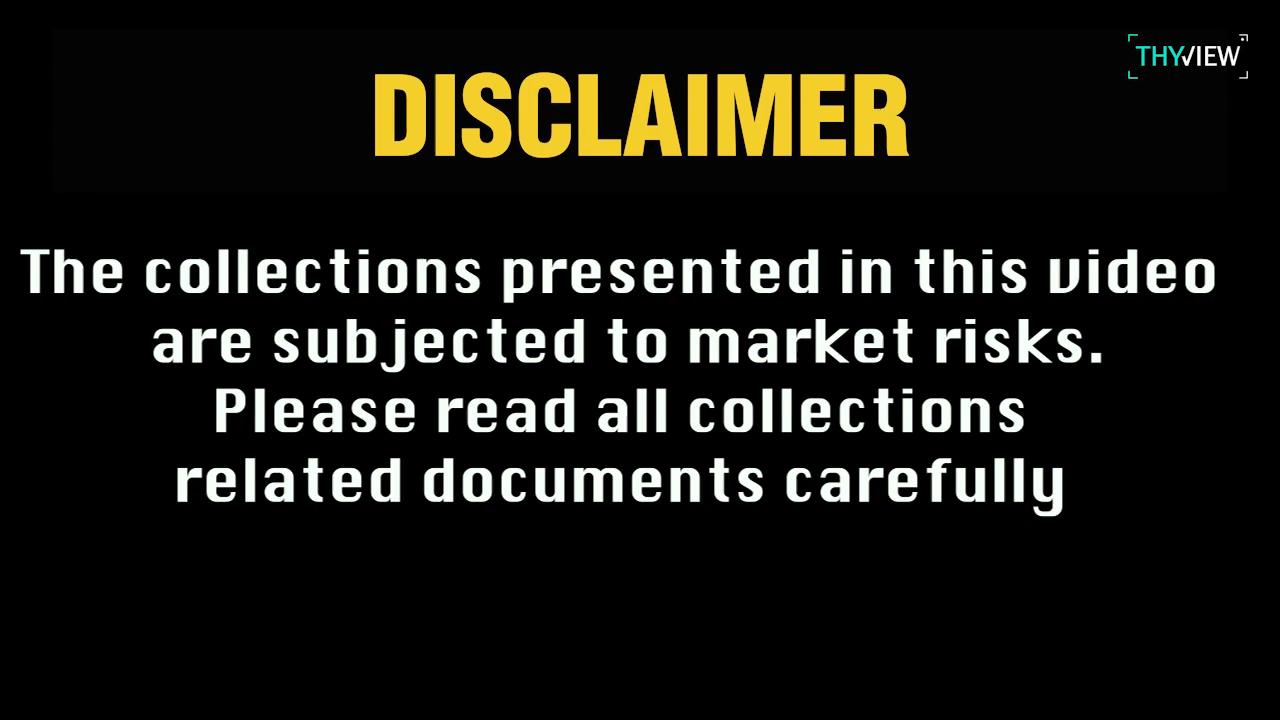 THYVIEW
DISCLAIMER
The collections presented in this video
are subjected to market risks.
Please read all collections
related documents carefully